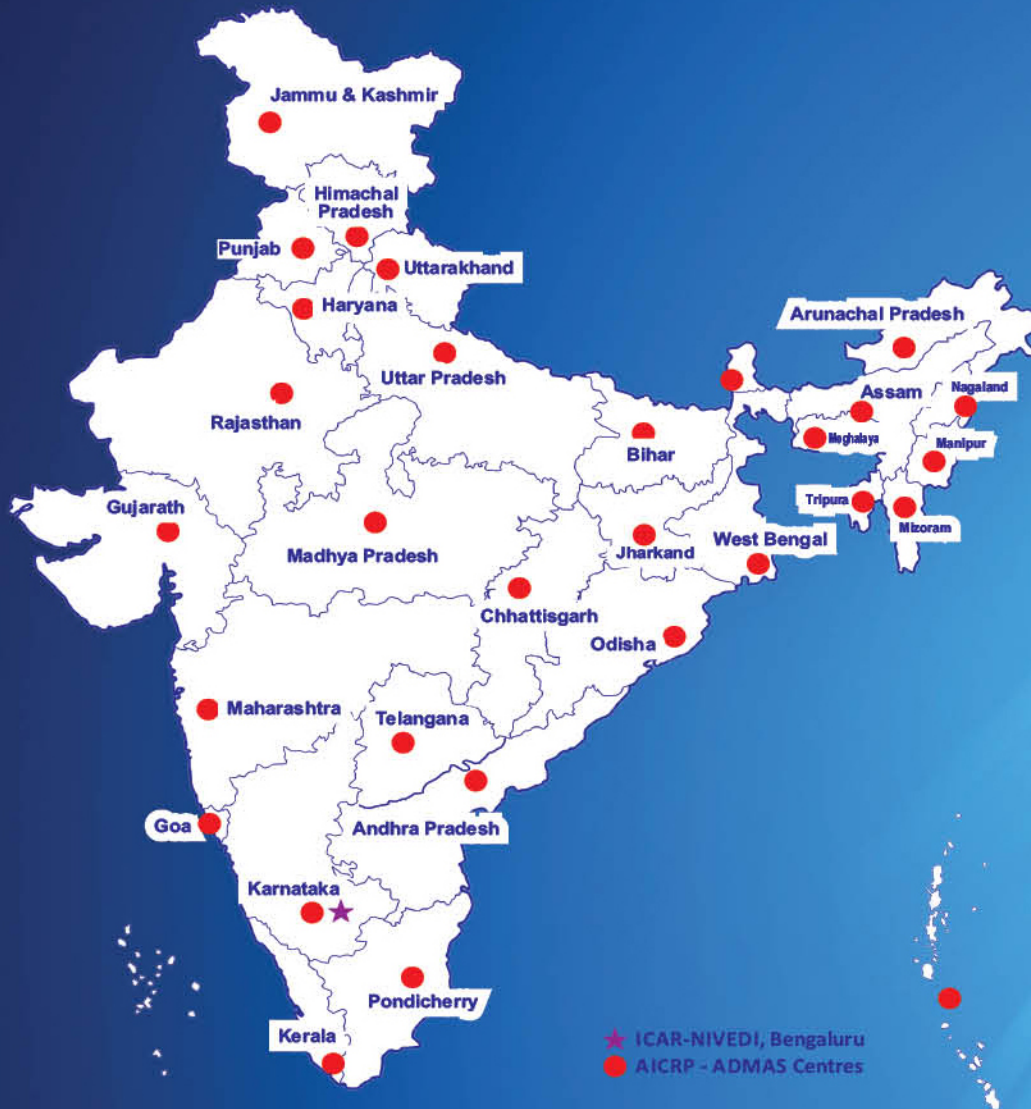 Jammu & Kashmir
Himachal
Pradesh
Punjab
Uttarakhand
Haryana
Arunachal Pradesh
Uttar Pradesh
Nagaland
Assam
Rajasthan
Meghalaya
Manipur
Bihar
Gujarath
Tripura
Mizoram
West Bengal
Madhya Pradesh
Jharkand
Chhattisgarh
Odisha
Maharashtra
Telangana
Goa
Andhra Pradesh
Karnataka
Pondicherry
Kerala
ICAR-NIVEDI, Bengaluru
AICRP - ADMAS Centres